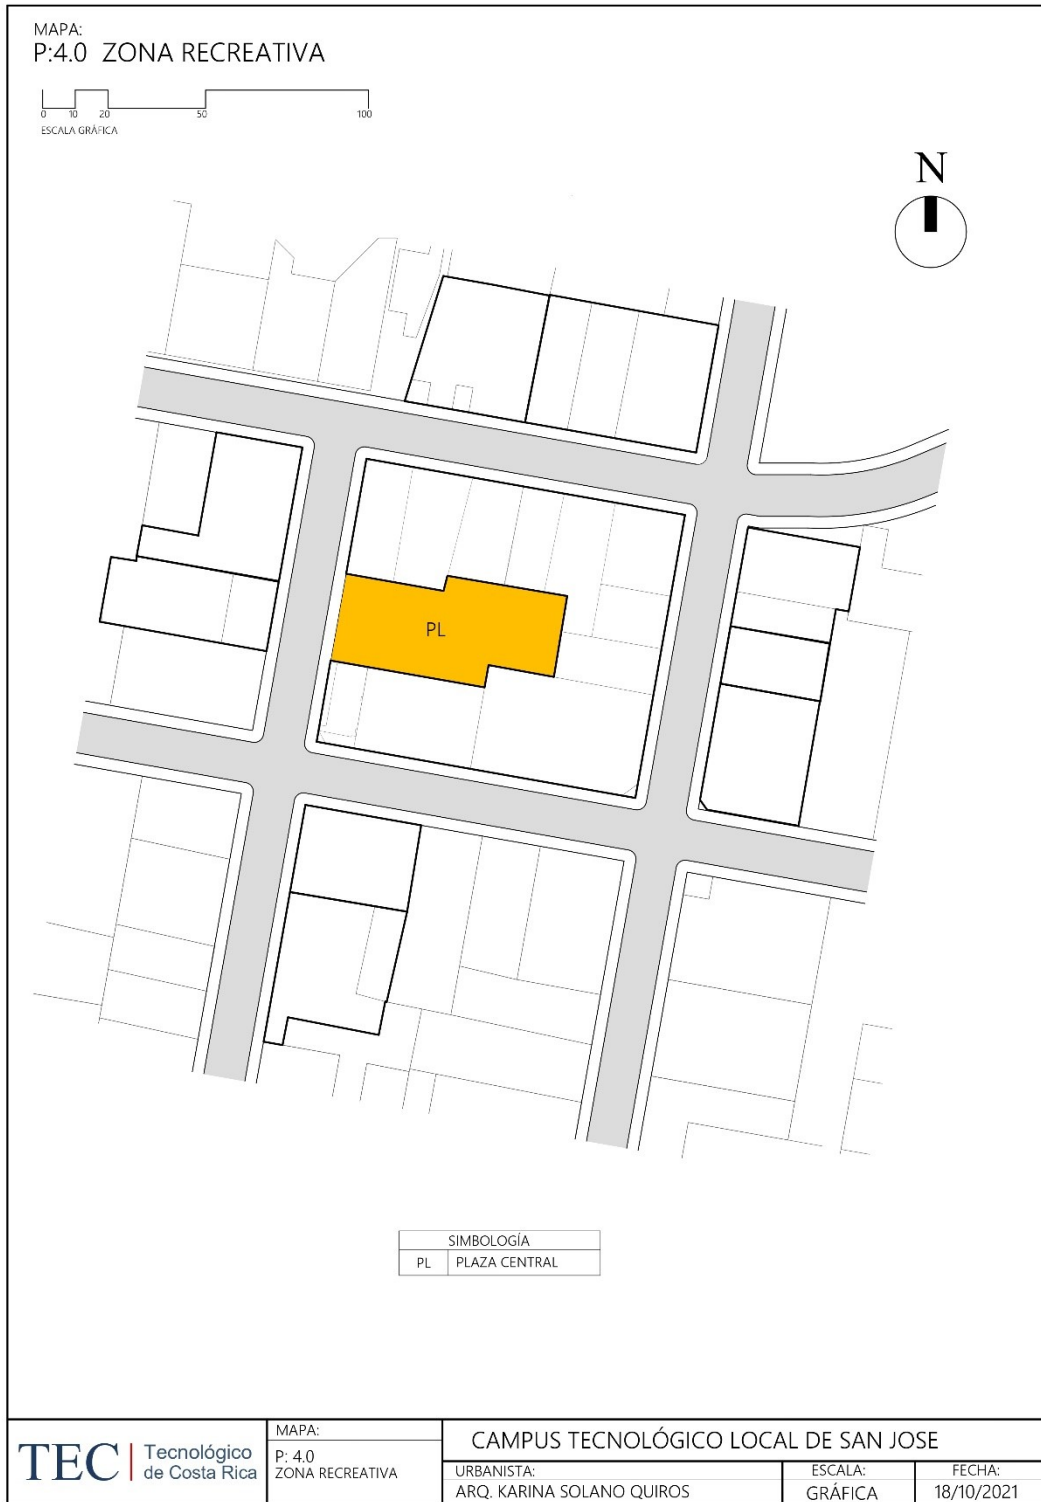 MAPA:
P:4.0 ZONA RECREATIVA
0 10 20 50 100
ESCALA GRÁFICA
N
PL
SIMBOLOGÍA
PL PLAZA CENTRAL
TEC | Tecnológico
de Costa Rica
MAPA:
P: 4.0
ZONA RECREATIVA
CAMPUS TECNOLÓGICO LOCAL DE SAN JOSE
URBANISTA:
ARQ. KARINA SOLANO QUIROS
ESCALA:
GRÁFICA
FECHA:
18/10/2021